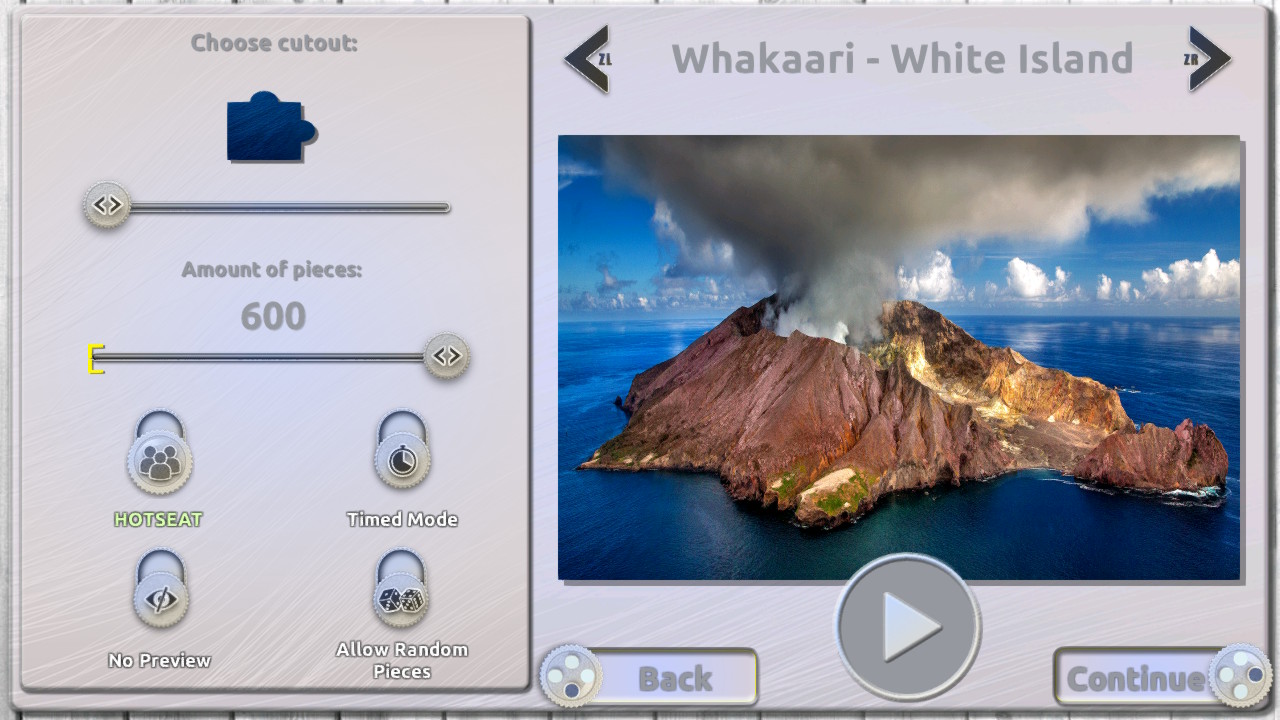 Choose cutout:
ZL
Whakaari - White Island
ZR
Amount of pieces:
600
HOTSEAT
Timed Mode
No Preview
Allow Random
Pieces
Back
Continue